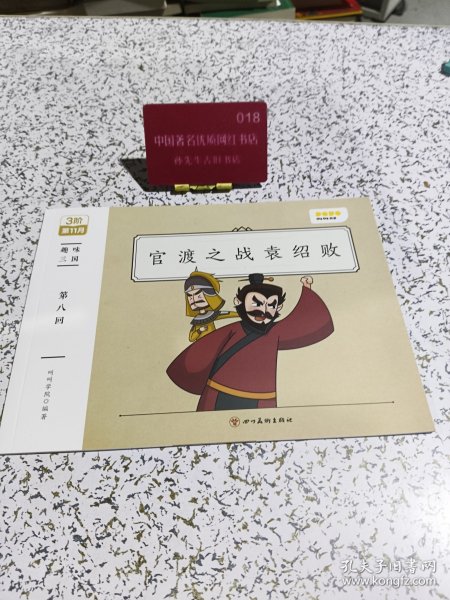 018
中国著名优质网红书店
孙先生古旧书店
3阶
第11月
趣味
三国
第八回
叫叫学院◎编著
官渡之战袁绍败
四川美术出版社
孔夫子旧书网
www.kongfz.com